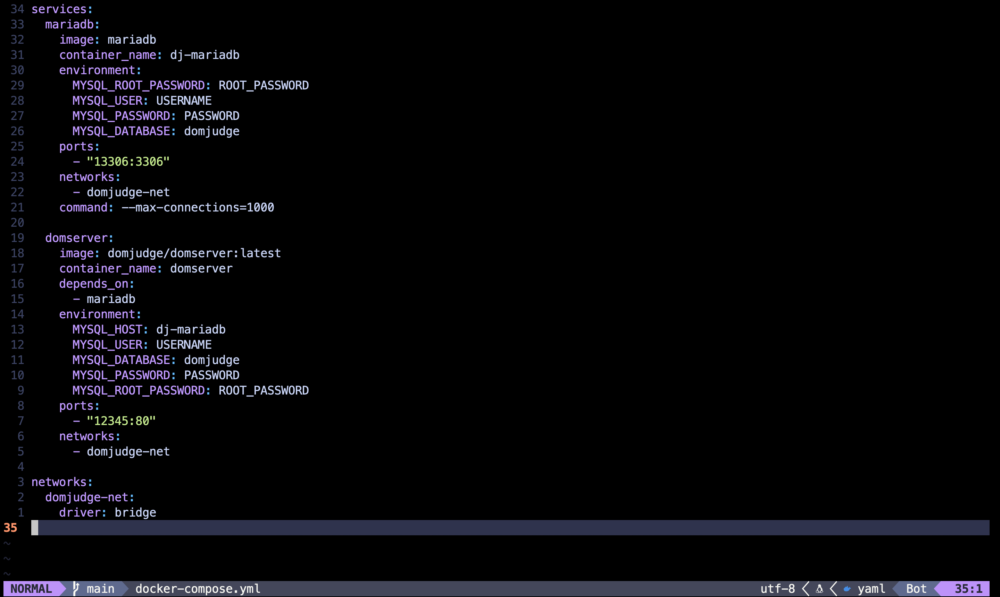 34 services:
33   mariadb:
32     image: mariadb
31     container_name: dj-mariadb
30     environment:
29       MYSQL_ROOT_PASSWORD: ROOT_PASSWORD
28       MYSQL_USER: USERNAME
27       MYSQL_PASSWORD: PASSWORD
26       MYSQL_DATABASE: domjudge
25     ports:
24       - "13306:3306"
23     networks:
22       - domjudge-net
21     command: --max-connections=1000
20
19   domserver:
18     image: domjudge/domserver:latest
17     container_name: domserver
16     depends_on:
15       - mariadb
14     environment:
13       MYSQL_HOST: dj-mariadb
12       MYSQL_USER: USERNAME
11       MYSQL_DATABASE: domjudge
10       MYSQL_PASSWORD: PASSWORD
9       MYSQL_ROOT_PASSWORD: ROOT_PASSWORD
8     ports:
7       - "12345:80"
6     networks:
5       - domjudge-net
4
3 networks:
2   domjudge-net:
1     driver: bridge
35
~
~
~
NORMAL main docker-compose.yml utf-8 yaml Bot 35:1